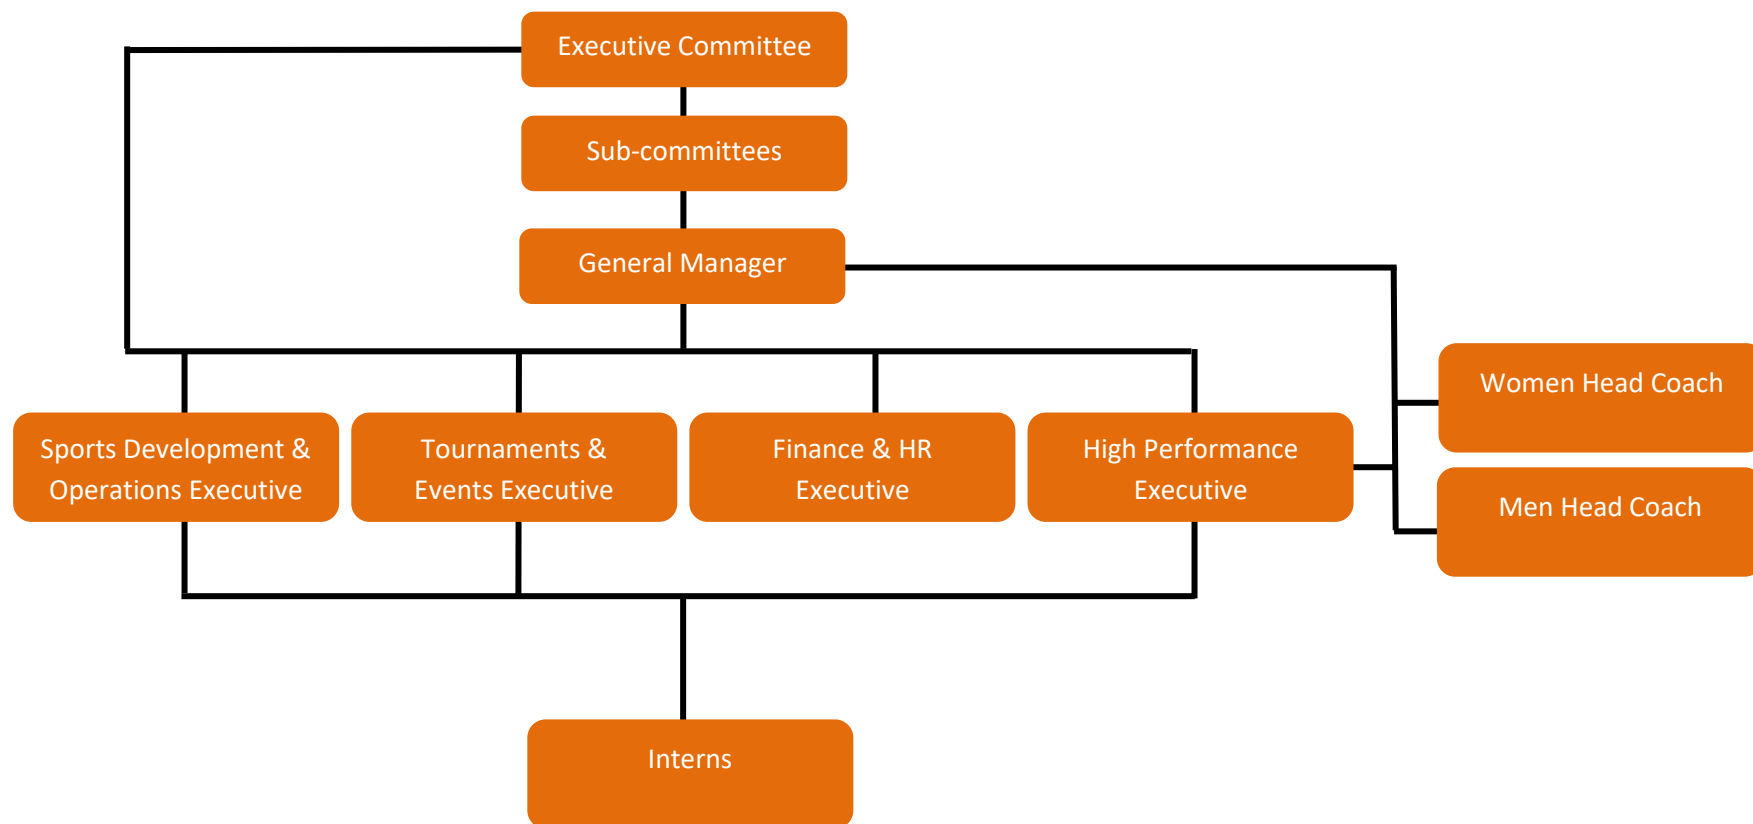 Executive Committee
Sub-committees
General Manager
Women Head Coach
Sports Development &
Operations Executive
Tournaments &
Events Executive
Finance & HR
Executive
High Performance
Executive
Men Head Coach
Interns